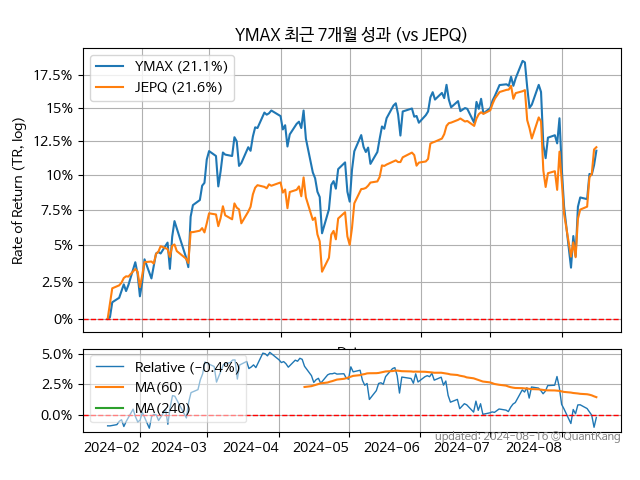 YMAX 최근 7개월 성과 (vs JEPQ)
Rate of Return (TR, log)
17.5%
15%
12.5%
10%
7.5%
5%
2.5%
0%
YMAX (21.1%)
JEPQ (21.6%)
5.0%
2.5%
0.0%
Relative (-0.4%)
MA(60)
MA(240)
2024-02
2024-03
2024-04
2024-05
2024-06
2024-07
2024-08
updated: 2024-08-16 © QuantKang